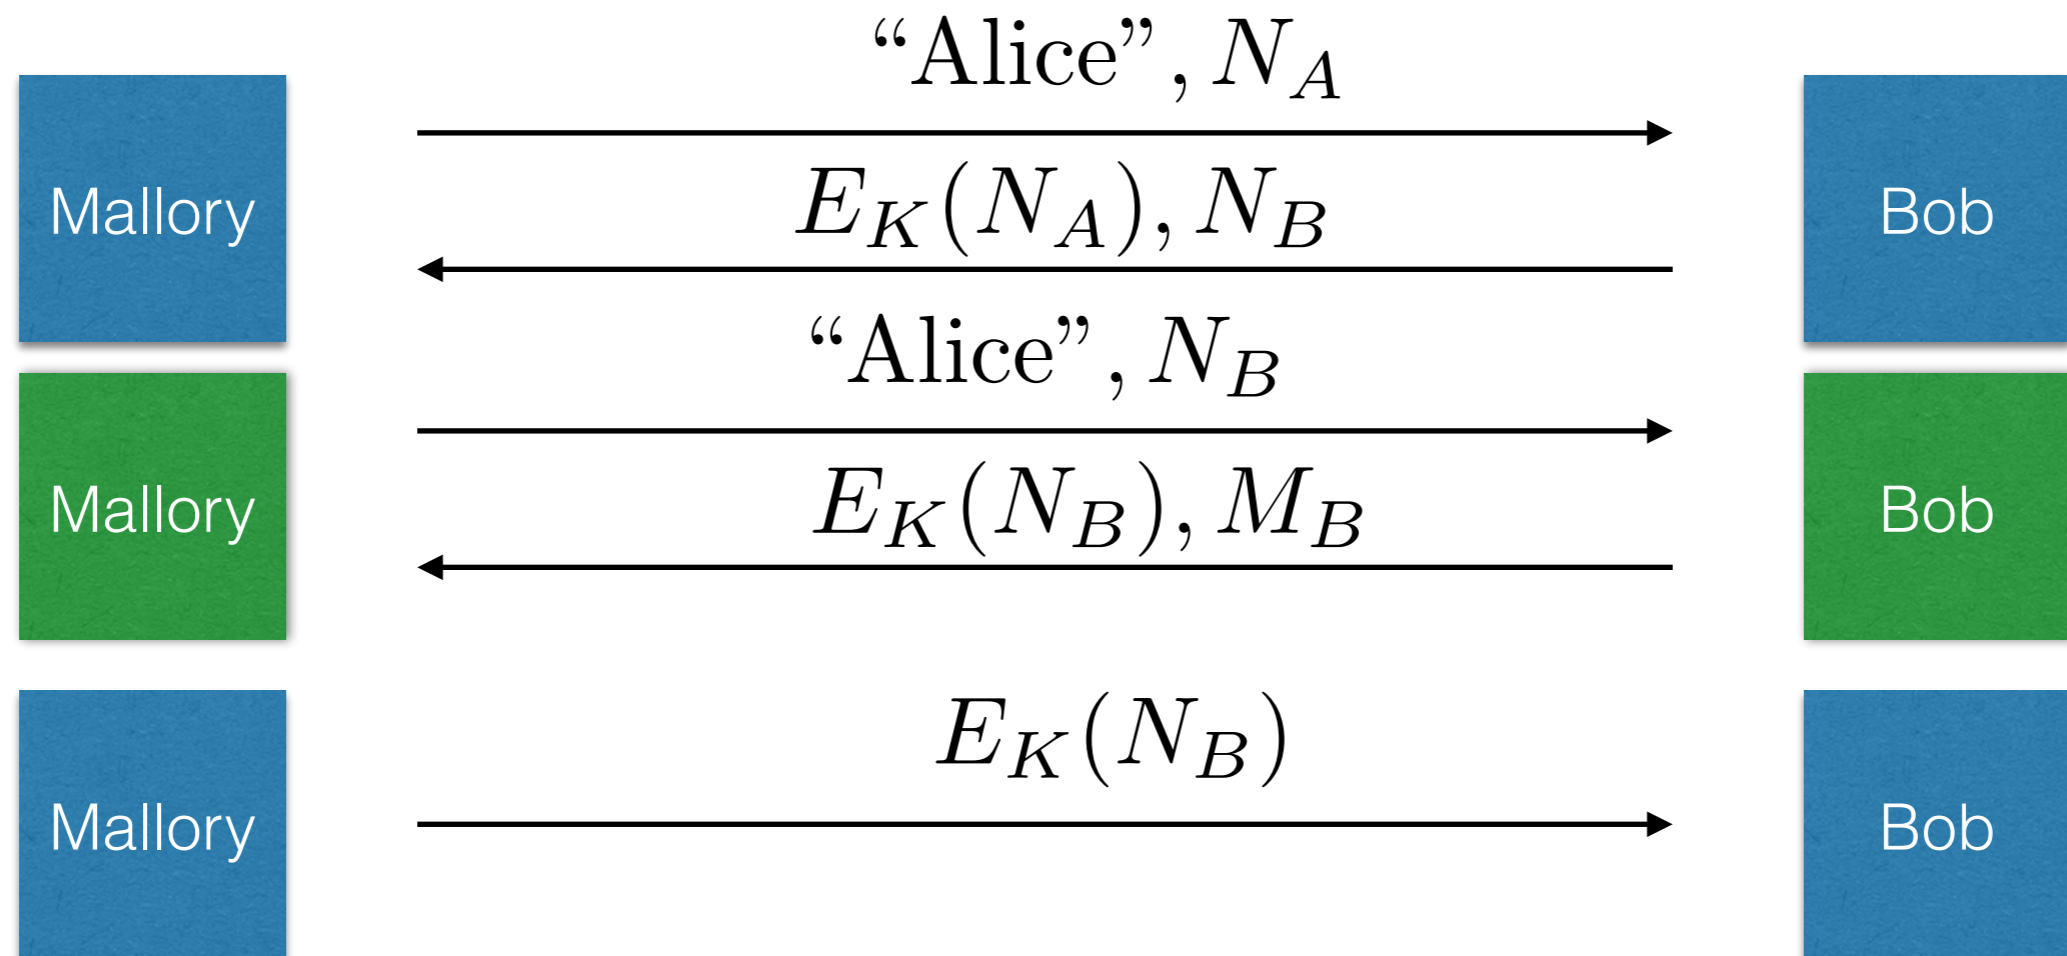 “Alice”, N_A
Mallory
E_K(N_A), N_B
Bob
“Alice”, N_B
Mallory
E_K(N_B), M_B
Bob
E_K(N_B)
Mallory
Bob